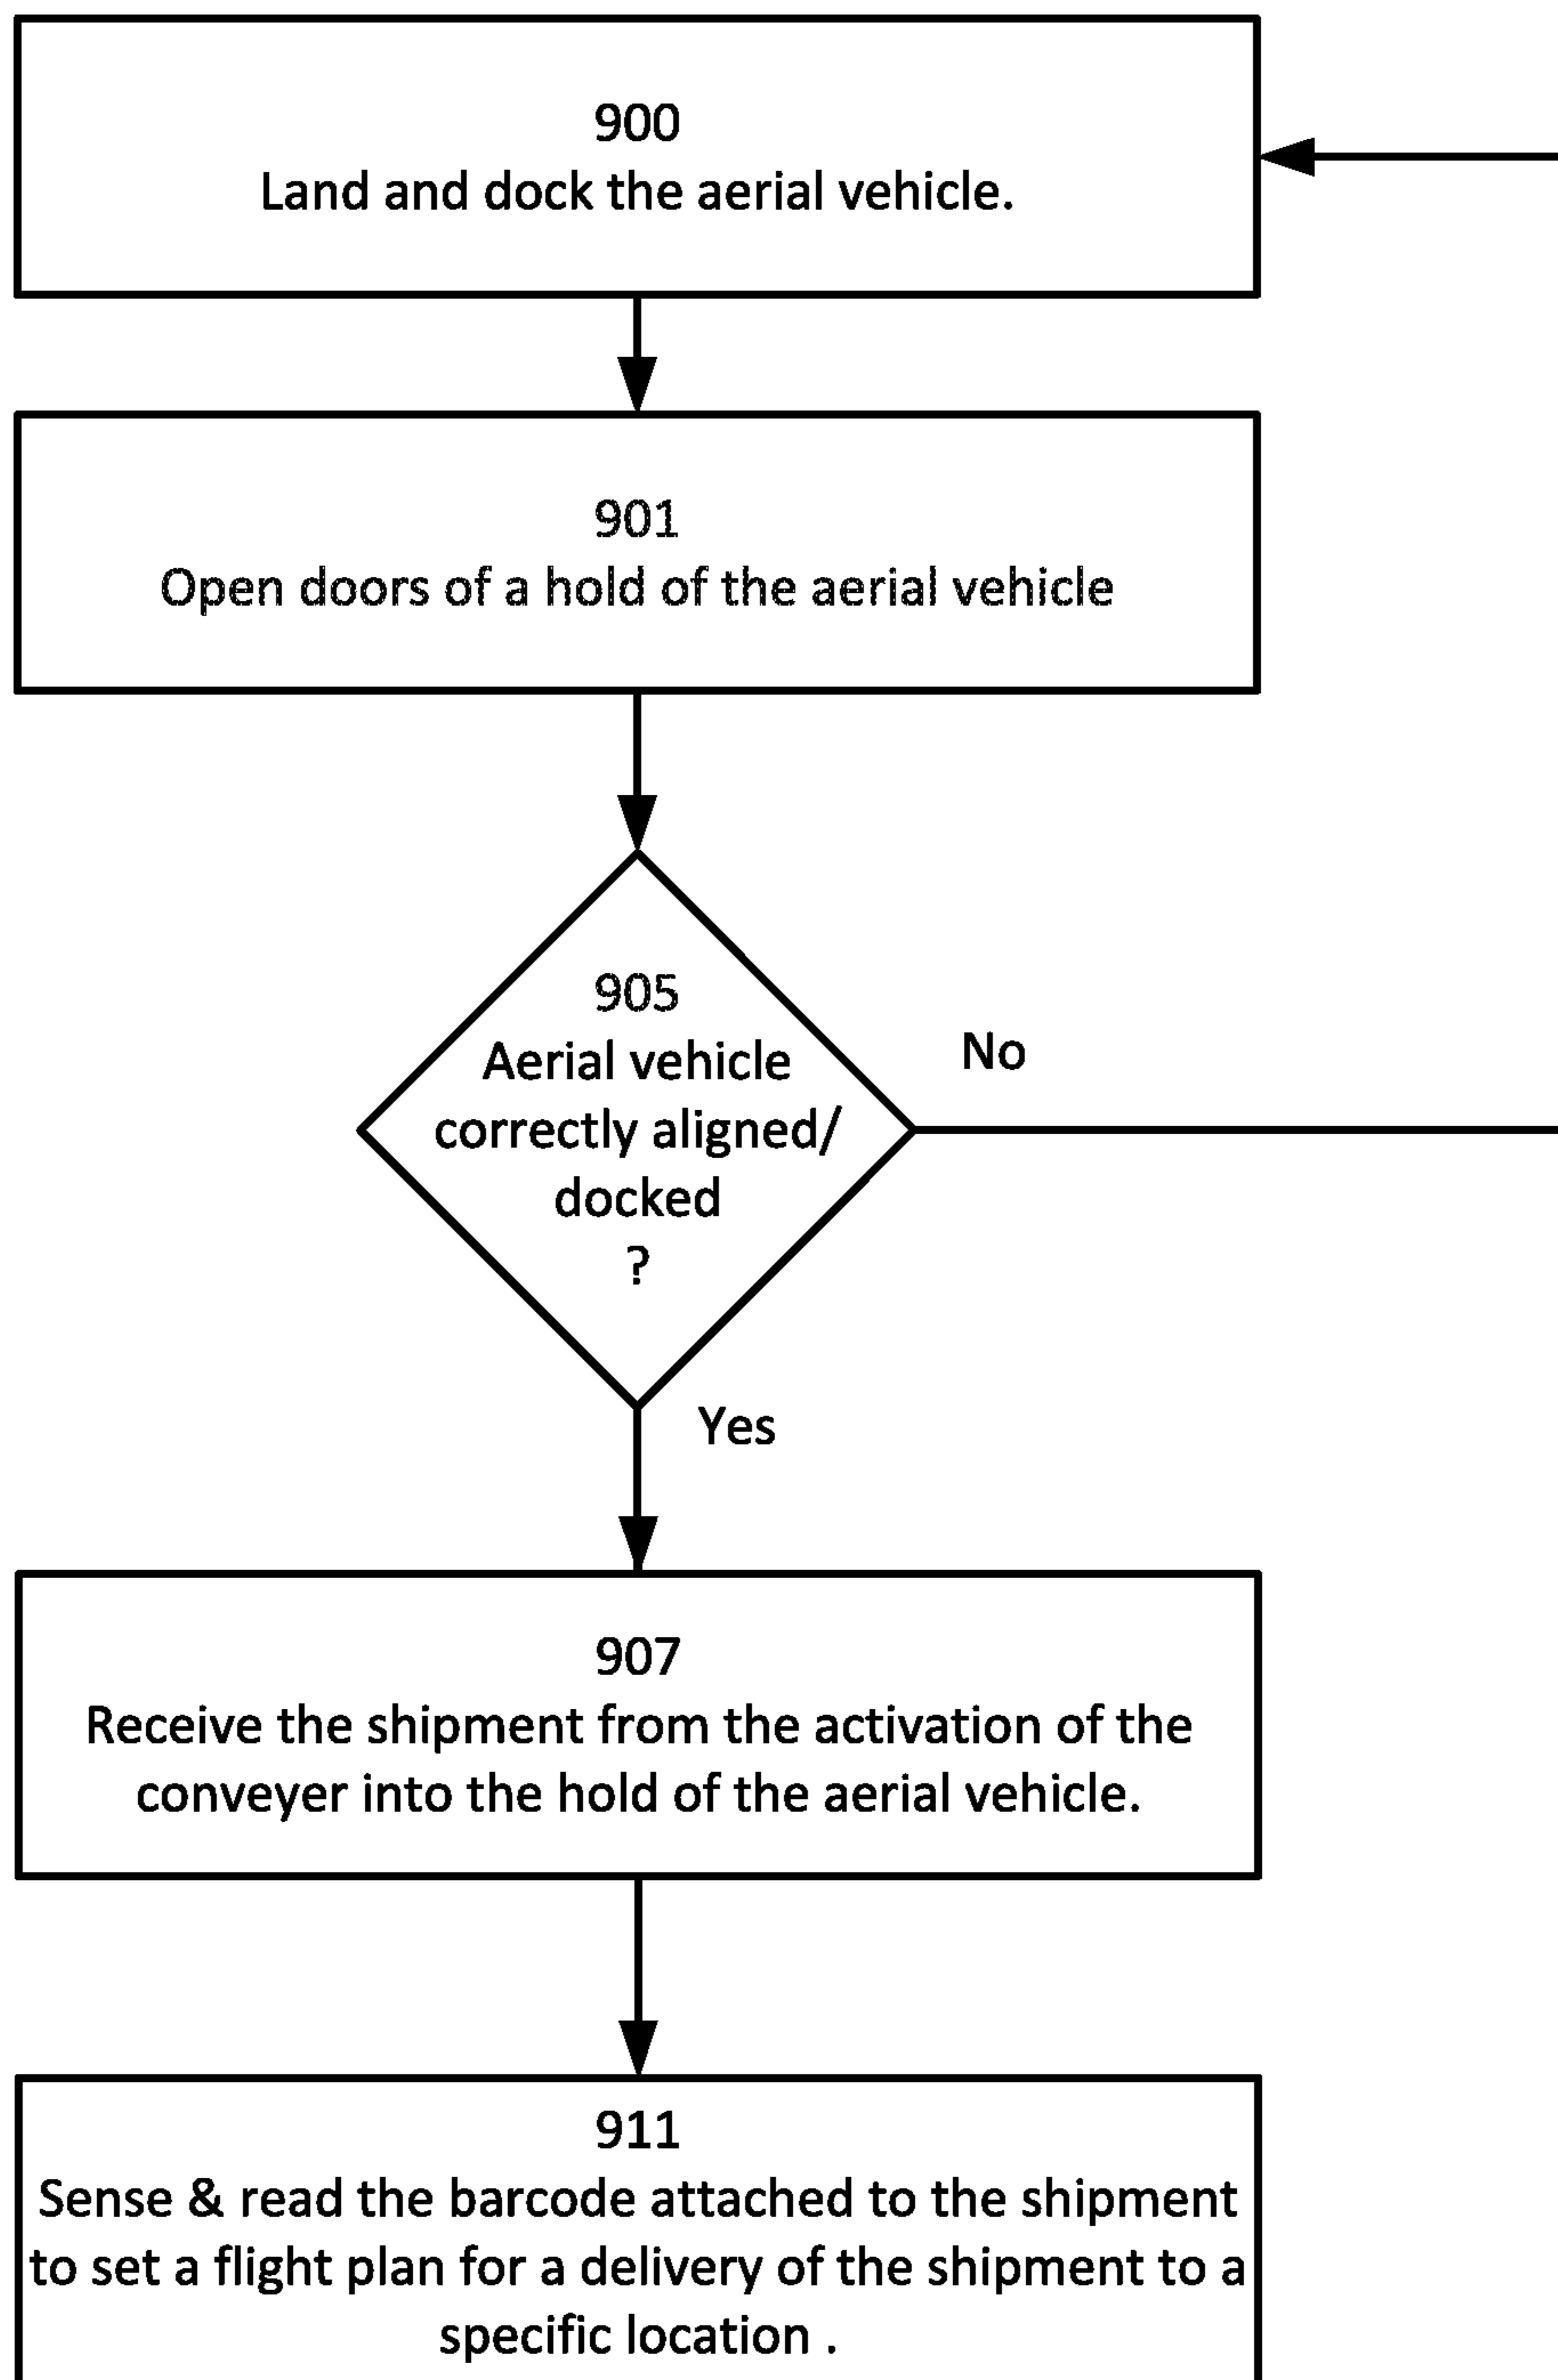 900
Land and dock the aerial vehicle.
901
Open doors of a hold of the aerial vehicle
905
Aerial vehicle
correctly aligned/
docked
?
No
Yes
907
Receive the shipment from the activation of the
conveyer into the hold of the aerial vehicle.
911
Sense & read the barcode attached to the shipment
to set a flight plan for a delivery of the shipment to a
specific location .